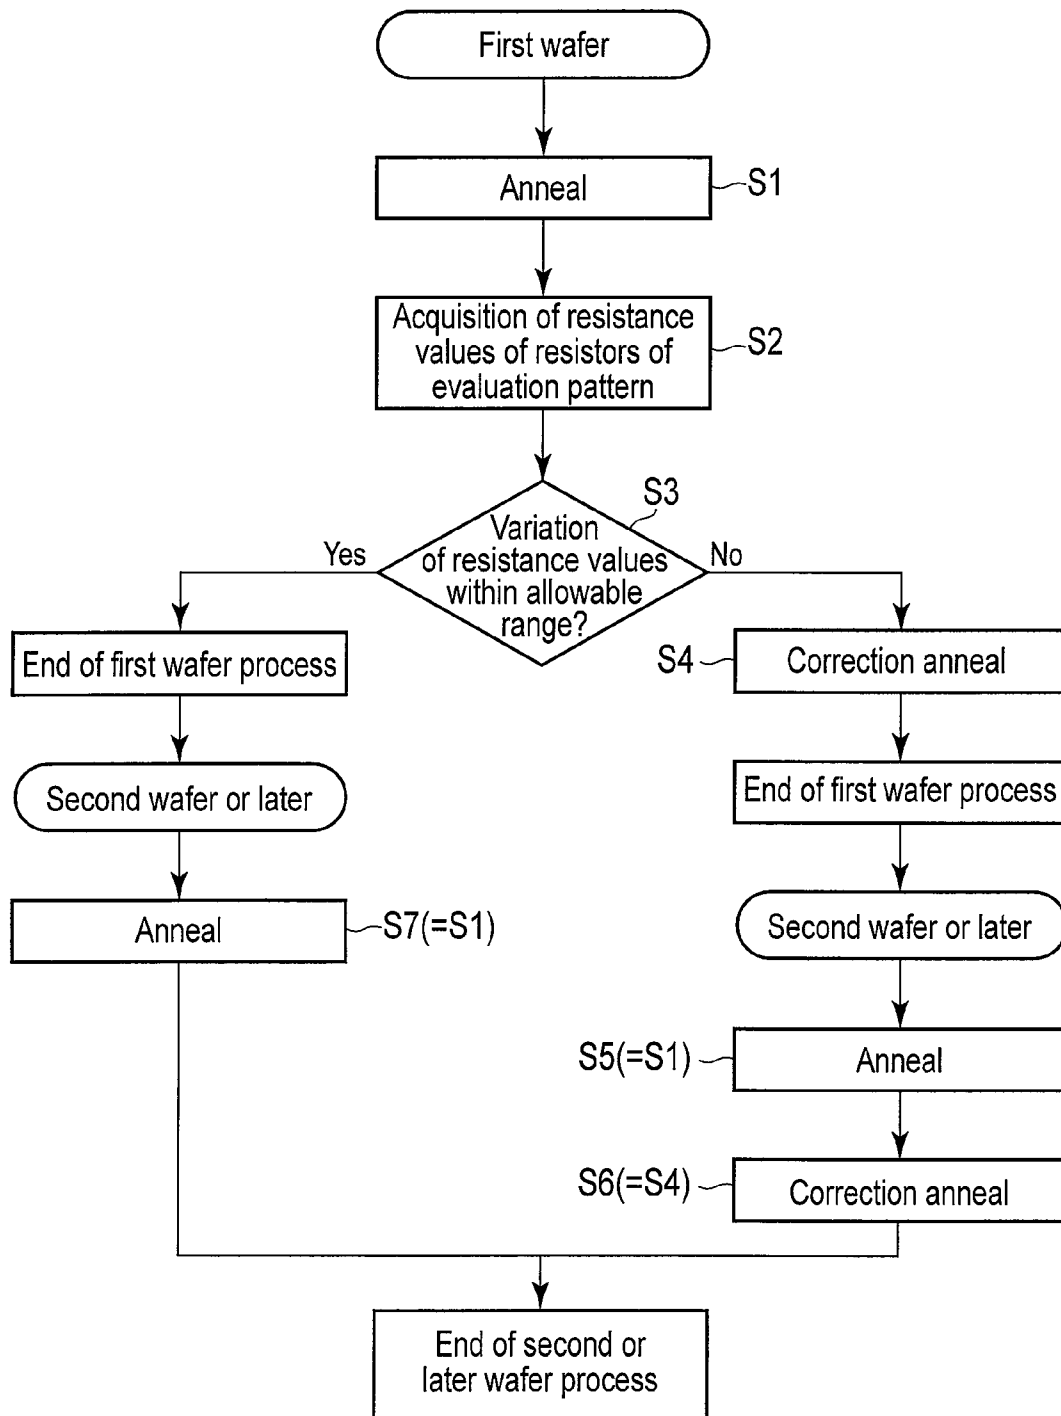 First wafer
Anneal
S1
Acquisition of resistance
values of resistors of
evaluation pattern
S2
S3
Variation
of resistance values
within allowable
range?
Yes
No
End of first wafer process
S4
Correction anneal
Second wafer or later
End of first wafer process
Anneal
S7(=S1)
Second wafer or later
S5(=S1)
Anneal
S6(=S4)
Correction anneal
End of second or
later wafer process